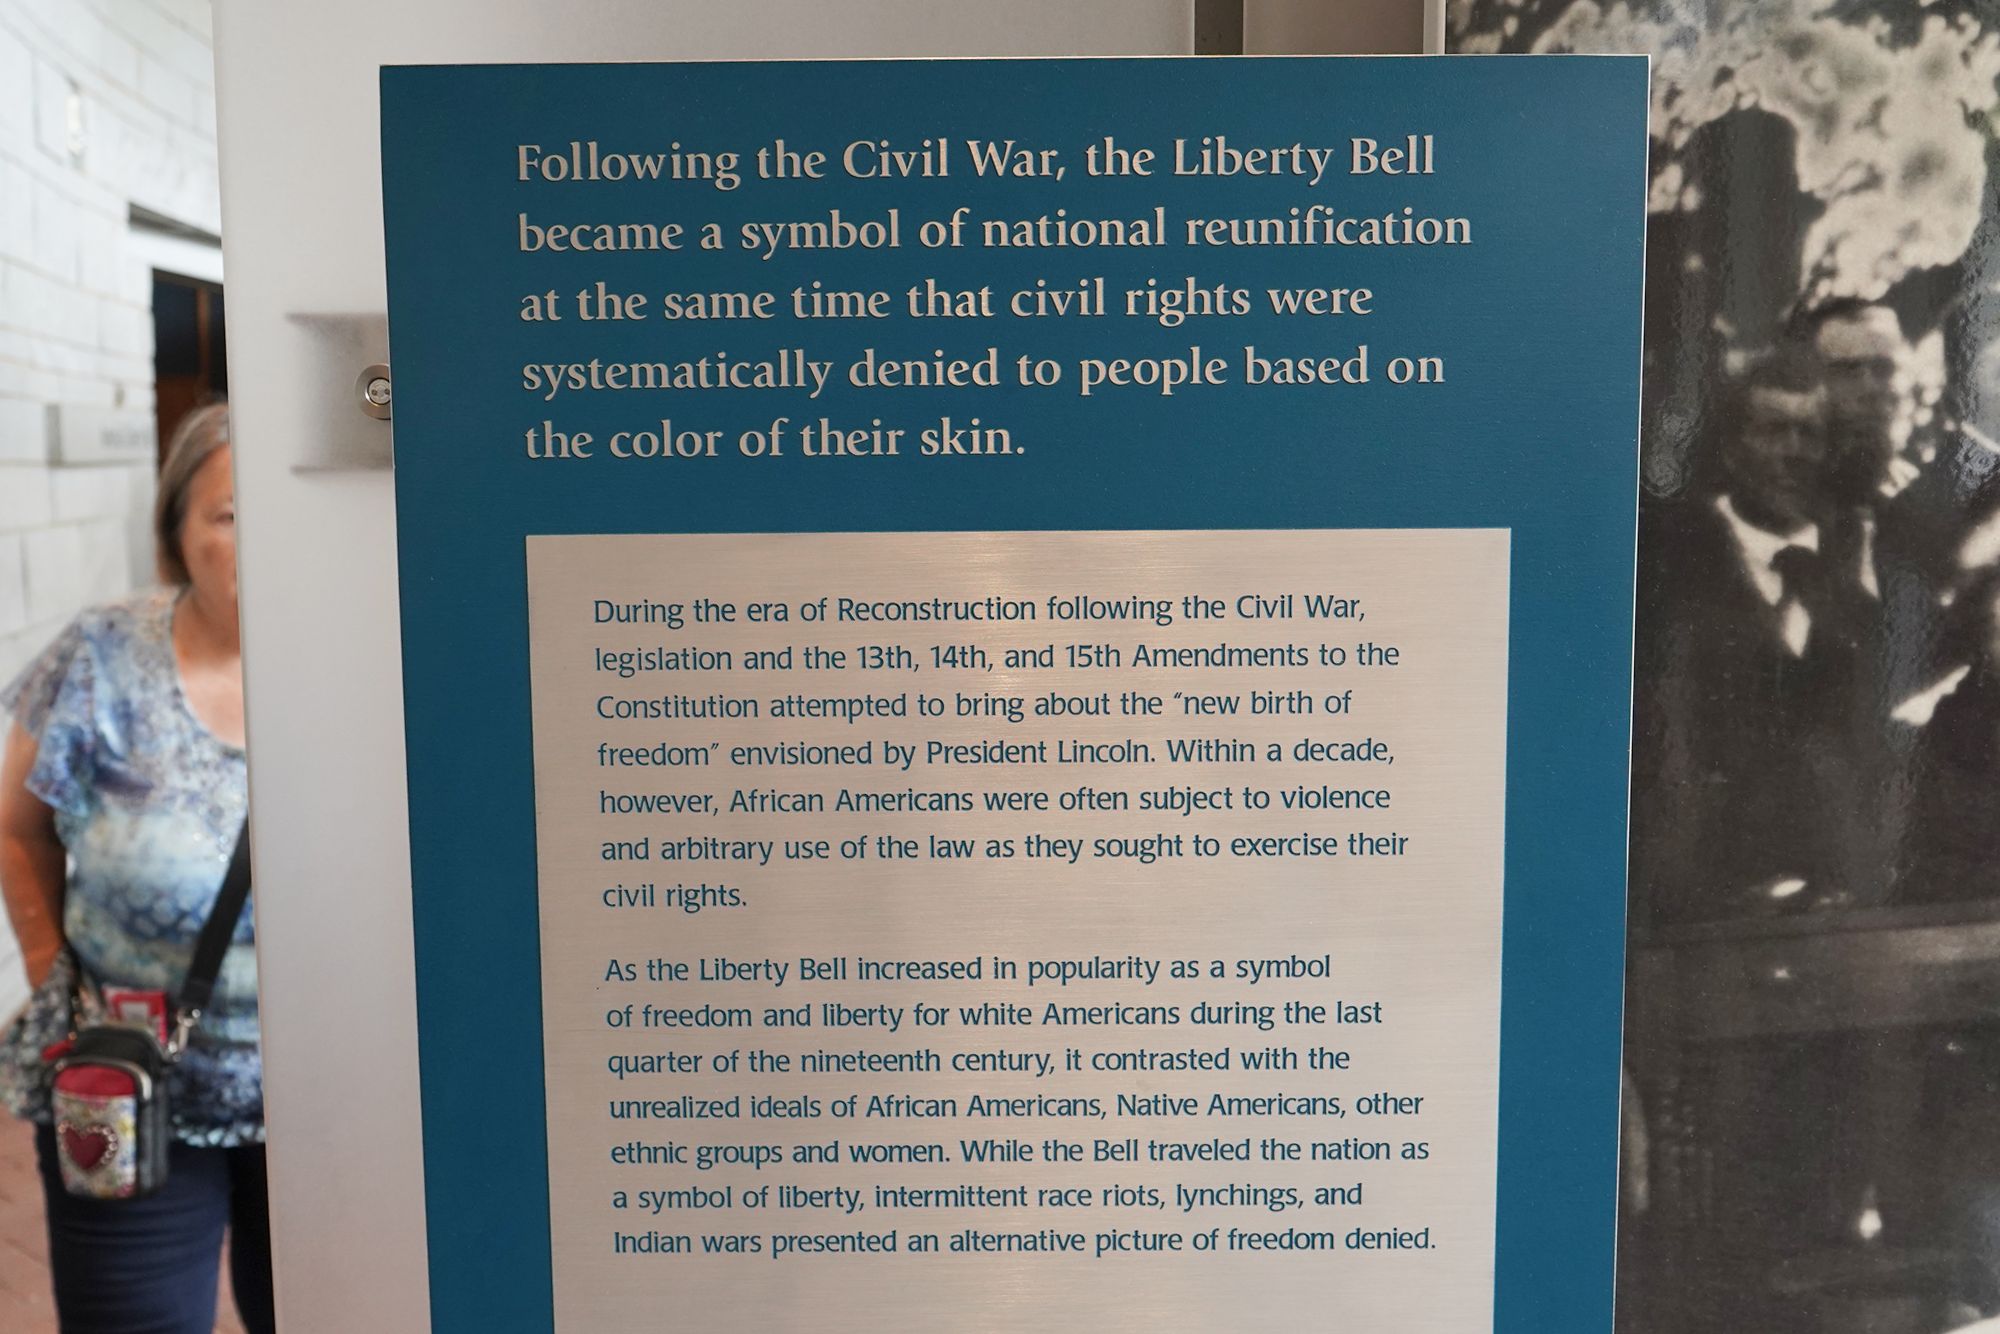 Following the Civil War, the Liberty Bell
became a symbol of national reunification
at the same time that civil rights were
systematically denied to people based on
the color of their skin.
During the era of Reconstruction following the Civil War,
legislation and the 13th, 14th, and 15th Amendments to the
Constitution attempted to bring about the “new birth of
freedom” envisioned by President Lincoln. Within a decade,
however, African Americans were often subject to violence
and arbitrary use of the law as they sought to exercise their
civil rights.
As the Liberty Bell increased in popularity as a symbol
of freedom and liberty for white Americans during the last
quarter of the nineteenth century, it contrasted with the
unrealized ideals of African Americans, Native Americans, other
ethnic groups and women. While the Bell traveled the nation as
a symbol of liberty, intermittent race riots, lynchings, and
Indian wars presented an alternative picture of freedom denied.